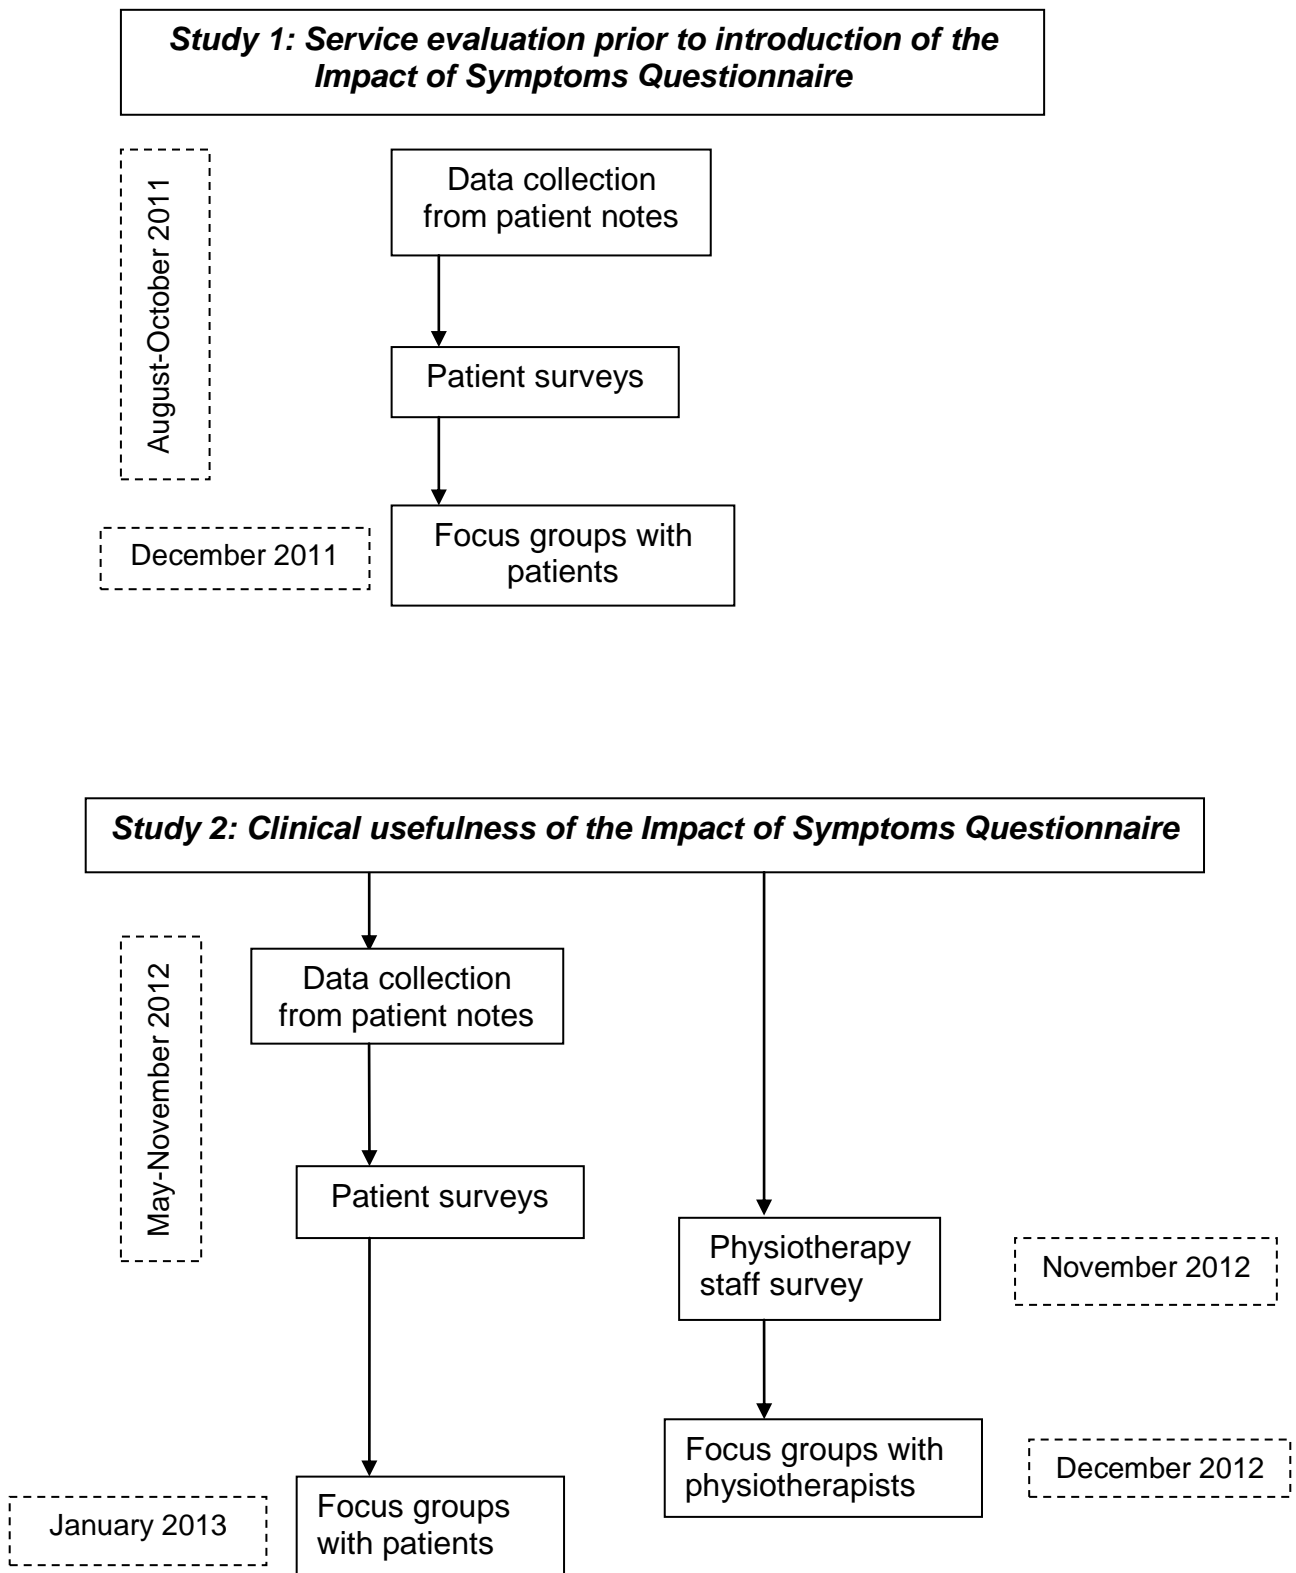 Study 1: Service evaluation prior to introduction of the
Impact of Symptoms Questionnaire
August-October 2011
Data collection
from patient notes
Patient surveys
December 2011
Focus groups with
patients
Study 2: Clinical usefulness of the Impact of Symptoms Questionnaire
May-November 2012
Data collection
from patient notes
Patient surveys
Physiotherapy
staff survey
November 2012
Focus groups with
physiotherapists
December 2012
January 2013
Focus groups
with patients